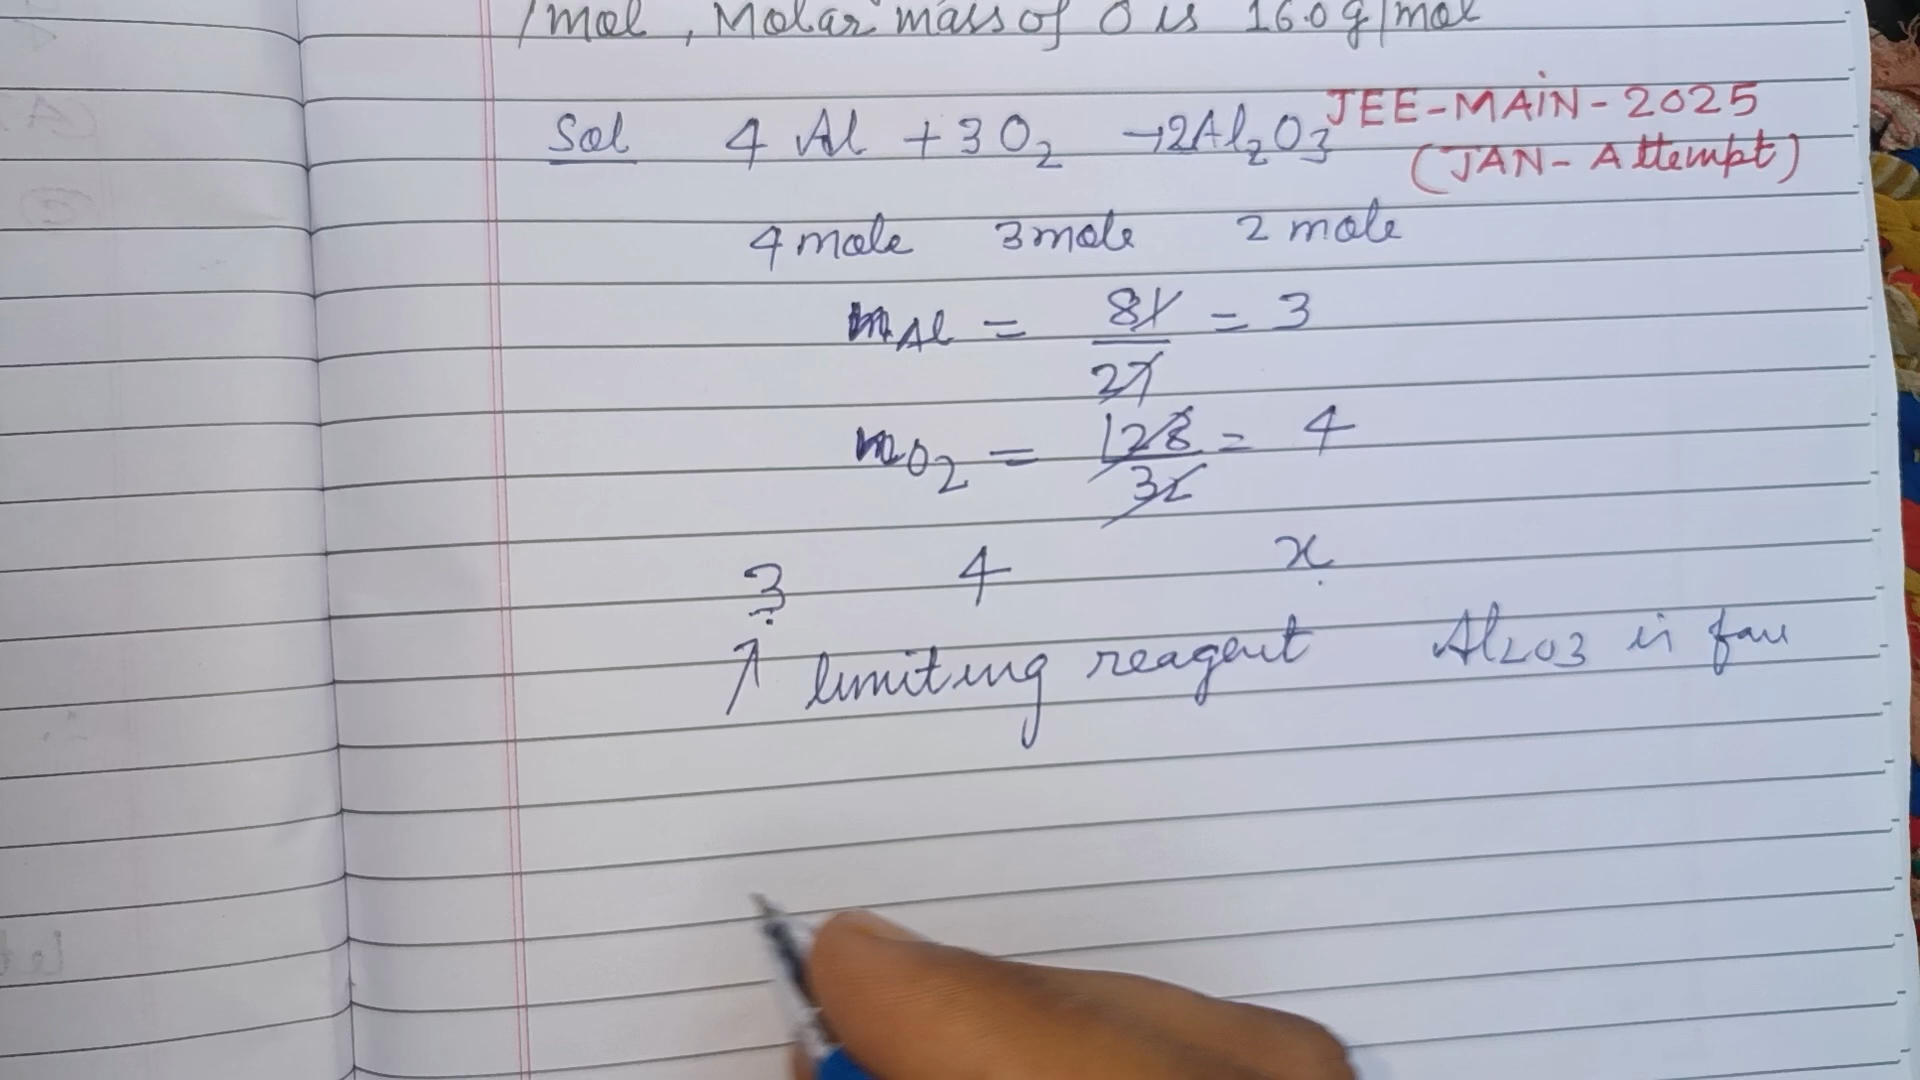 /mol, Molar mass of O is 16.0 g/mol
Sol 4 Al + 3 O2 → 2Al2O3
JEE-MAIN-2025
(JAN-Attempt)
4 mole 3 mole 2 mole
nAl = 81/27 = 3
nO2 = 128/32 = 4
3 4 x
↑ limiting reagent Al2O3 is